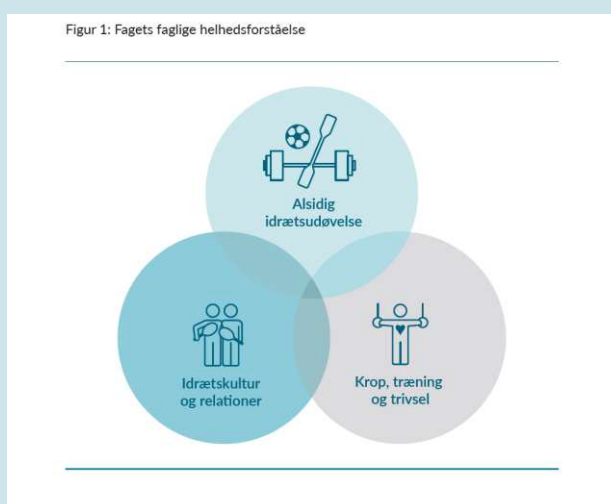 Figur 1: Fagets faglige helhedsforståelse
Alsidig
idrætsudøvelse
Idrætskultur
og relationer
Krop, træning
og trivsel